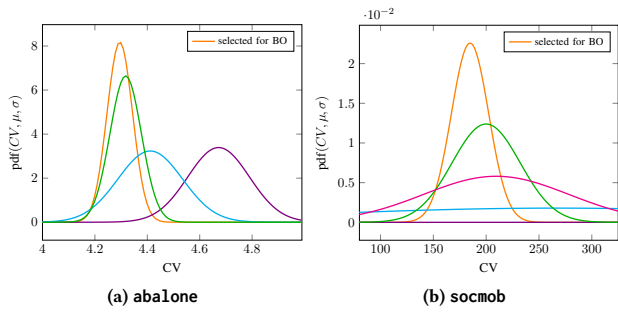 ·10⁻²
selected for BO
8
6
4
2
0
pdf(CV, μ, σ)
4 4.2 4.4 4.6 4.8
CV
(a) abalone
selected for BO
2
1.5
1
0.5
0
pdf(CV, μ, σ)
100 150 200 250 300
CV
(b) socmob